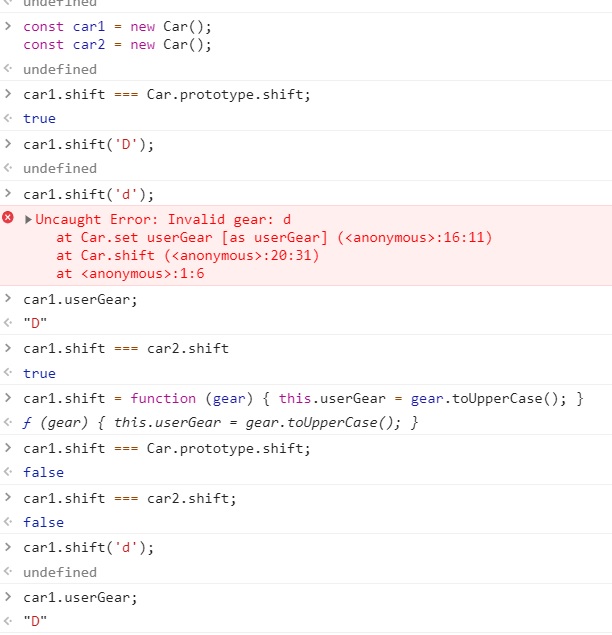 undefined
const car1 = new Car();
const car2 = new Car();
undefined
car1.shift === Car.prototype.shift;
true
car1.shift('D');
undefined
car1.shift('d');
Uncaught Error: Invalid gear: d
at Car.set userGear [as userGear] (<anonymous>:16:11)
at Car.shift (<anonymous>:20:31)
at <anonymous>:1:6
car1.userGear;
"D"
car1.shift === car2.shift
true
car1.shift = function (gear) { this.userGear = gear.toUpperCase(); }
ƒ (gear) { this.userGear = gear.toUpperCase(); }
car1.shift === Car.prototype.shift;
false
car1.shift === car2.shift;
false
car1.shift('d');
undefined
car1.userGear;
"D"